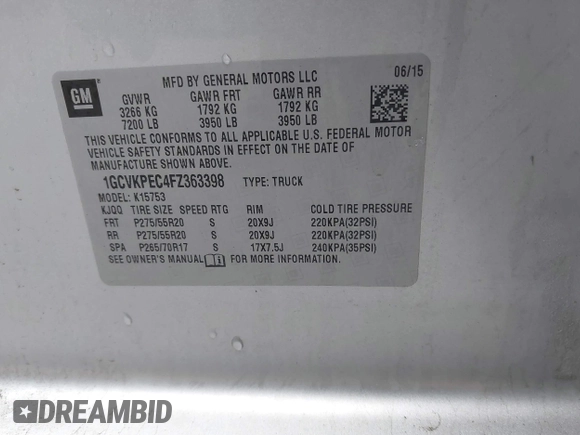 GM
MFD BY GENERAL MOTORS LLC 06/15
GVWR GAWR FRT GAWR RR
3266 KG 1792 KG 1792 KG
7200 LB 3950 LB 3950 LB
THIS VEHICLE CONFORMS TO ALL APPLICABLE U.S. FEDERAL MOTOR
VEHICLE SAFETY STANDARDS IN EFFECT ON THE DATE OF
MANUFACTURE SHOWN ABOVE.
1GCVKPEC4FZ363398 TYPE: TRUCK
MODEL: K15753
KJQQ TIRE SIZE SPEED RTG RIM COLD TIRE PRESSURE
FRT P275/55R20 S 20X9J 220KPA(32PSI)
RR P275/55R20 S 20X9J 220KPA(32PSI)
SPA P265/70R17 S 17X7.5J 240KPA(35PSI)
SEE OWNER'S MANUAL FOR MORE INFORMATION.
DREAMBID